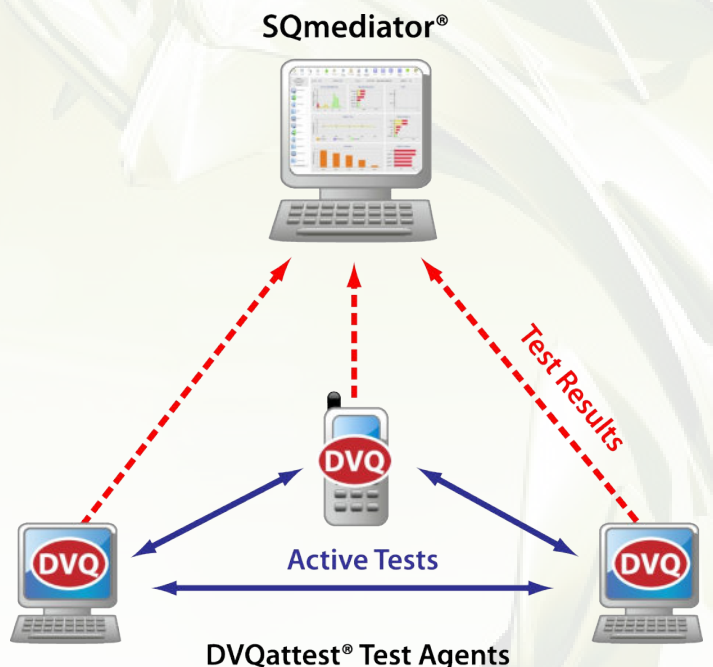 SQmediator®
Test Results
DVQ
Active Tests
DVQ
DVQ
DVQattest® Test Agents